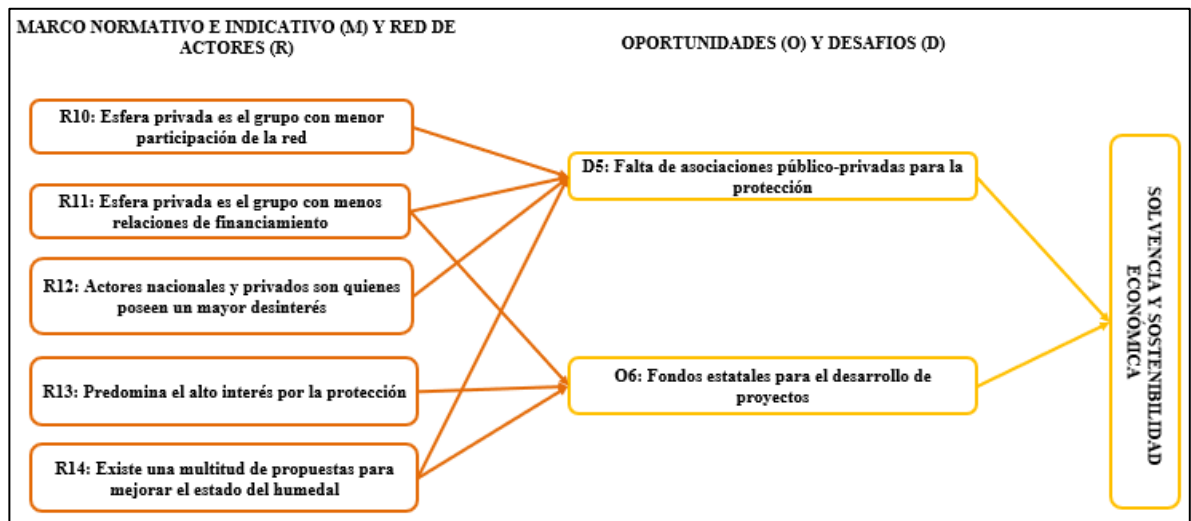 MARCO NORMATIVO E INDICATIVO (M) Y RED DE
ACTORES (R)
OPORTUNIDADES (O) Y DESAFIOS (D)
R10: Esfera privada es el grupo con menor
participación de la red
R11: Esfera privada es el grupo con menos
relaciones de financiamiento
R12: Actores nacionales y privados son quienes
poseen un mayor desinterés
R13: Predomina el alto interés por la protección
R14: Existe una multitud de propuestas para
mejorar el estado del humedal
D5: Falta de asociaciones público-privadas para la
protección
O6: Fondos estatales para el desarrollo de
proyectos
SOLVENCIA Y SOSTENIBILIDAD
ECONÓMICA